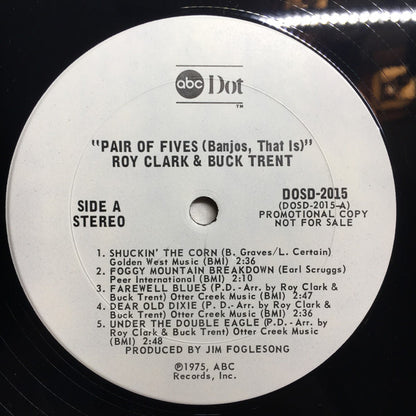 abc Dot
TM
"PAIR OF FIVES (Banjos, That Is)"
ROY CLARK & BUCK TRENT
SIDE A
STEREO
DOSD-2015
(DOSD-2015-A)
PROMOTIONAL COPY
NOT FOR SALE
1. SHUCKIN' THE CORN (B. Graves/L. Certain)
Golden West Music (BMI) 2:36
2. FOGGY MOUNTAIN BREAKDOWN (Earl Scruggs)
Peer International (BMI) 2:10
3. FAREWELL BLUES (P.D.-Arr. by Roy Clark &
Buck Trent) Otter Creek Music (BMI) 2:47
4. DEAR OLD DIXIE (P.D.-Arr. by Roy Clark &
Buck Trent) Otter Creek Music (BMI) 2:36
5. UNDER THE DOUBLE EAGLE (P.D.-Arr. by
Roy Clark & Buck Trent) Otter Creek Music
(BMI) 2:48
PRODUCED BY JIM FOGLESONG
Ⓟ1975, ABC
Records, Inc.